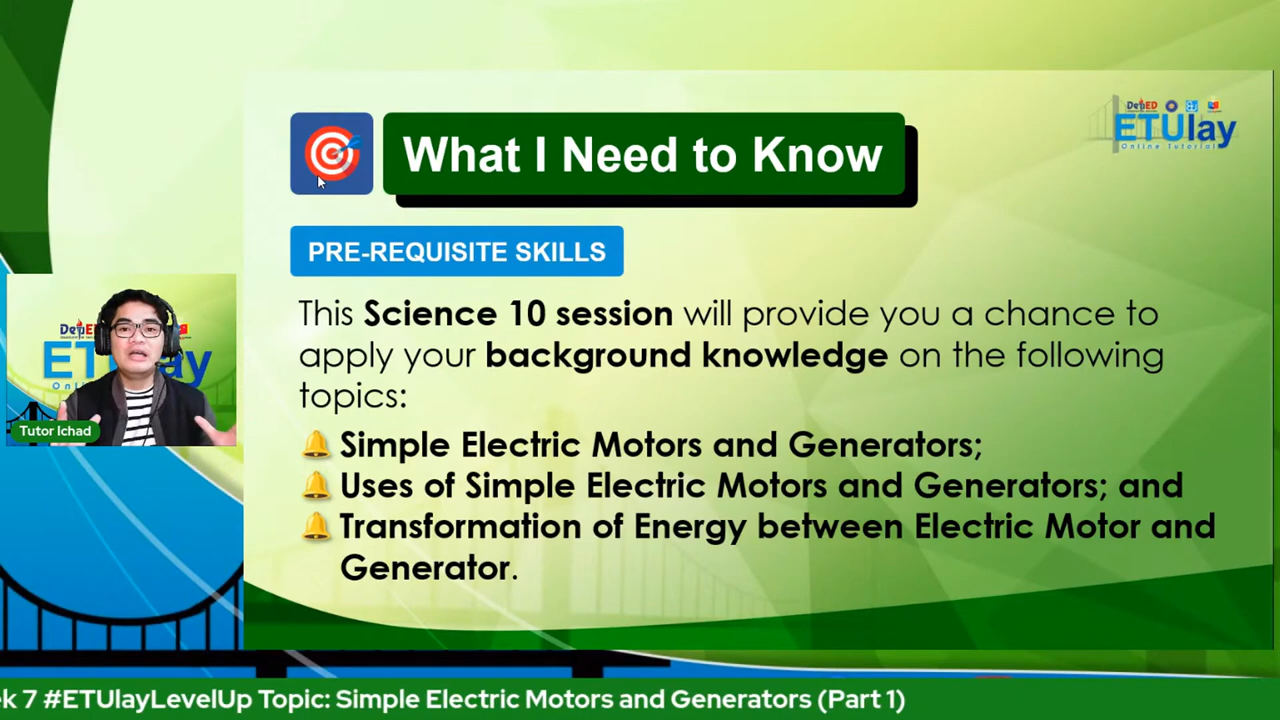 DepED
ETUlay
Online Tutorial
What I Need to Know
PRE-REQUISITE SKILLS
This Science 10 session will provide you a chance to
apply your background knowledge on the following
topics:
Simple Electric Motors and Generators;
Uses of Simple Electric Motors and Generators; and
Transformation of Energy between Electric Motor and
Generator.
Tutor Ichad
ek 7 #ETUlayLevelUp Topic: Simple Electric Motors and Generators (Part 1)